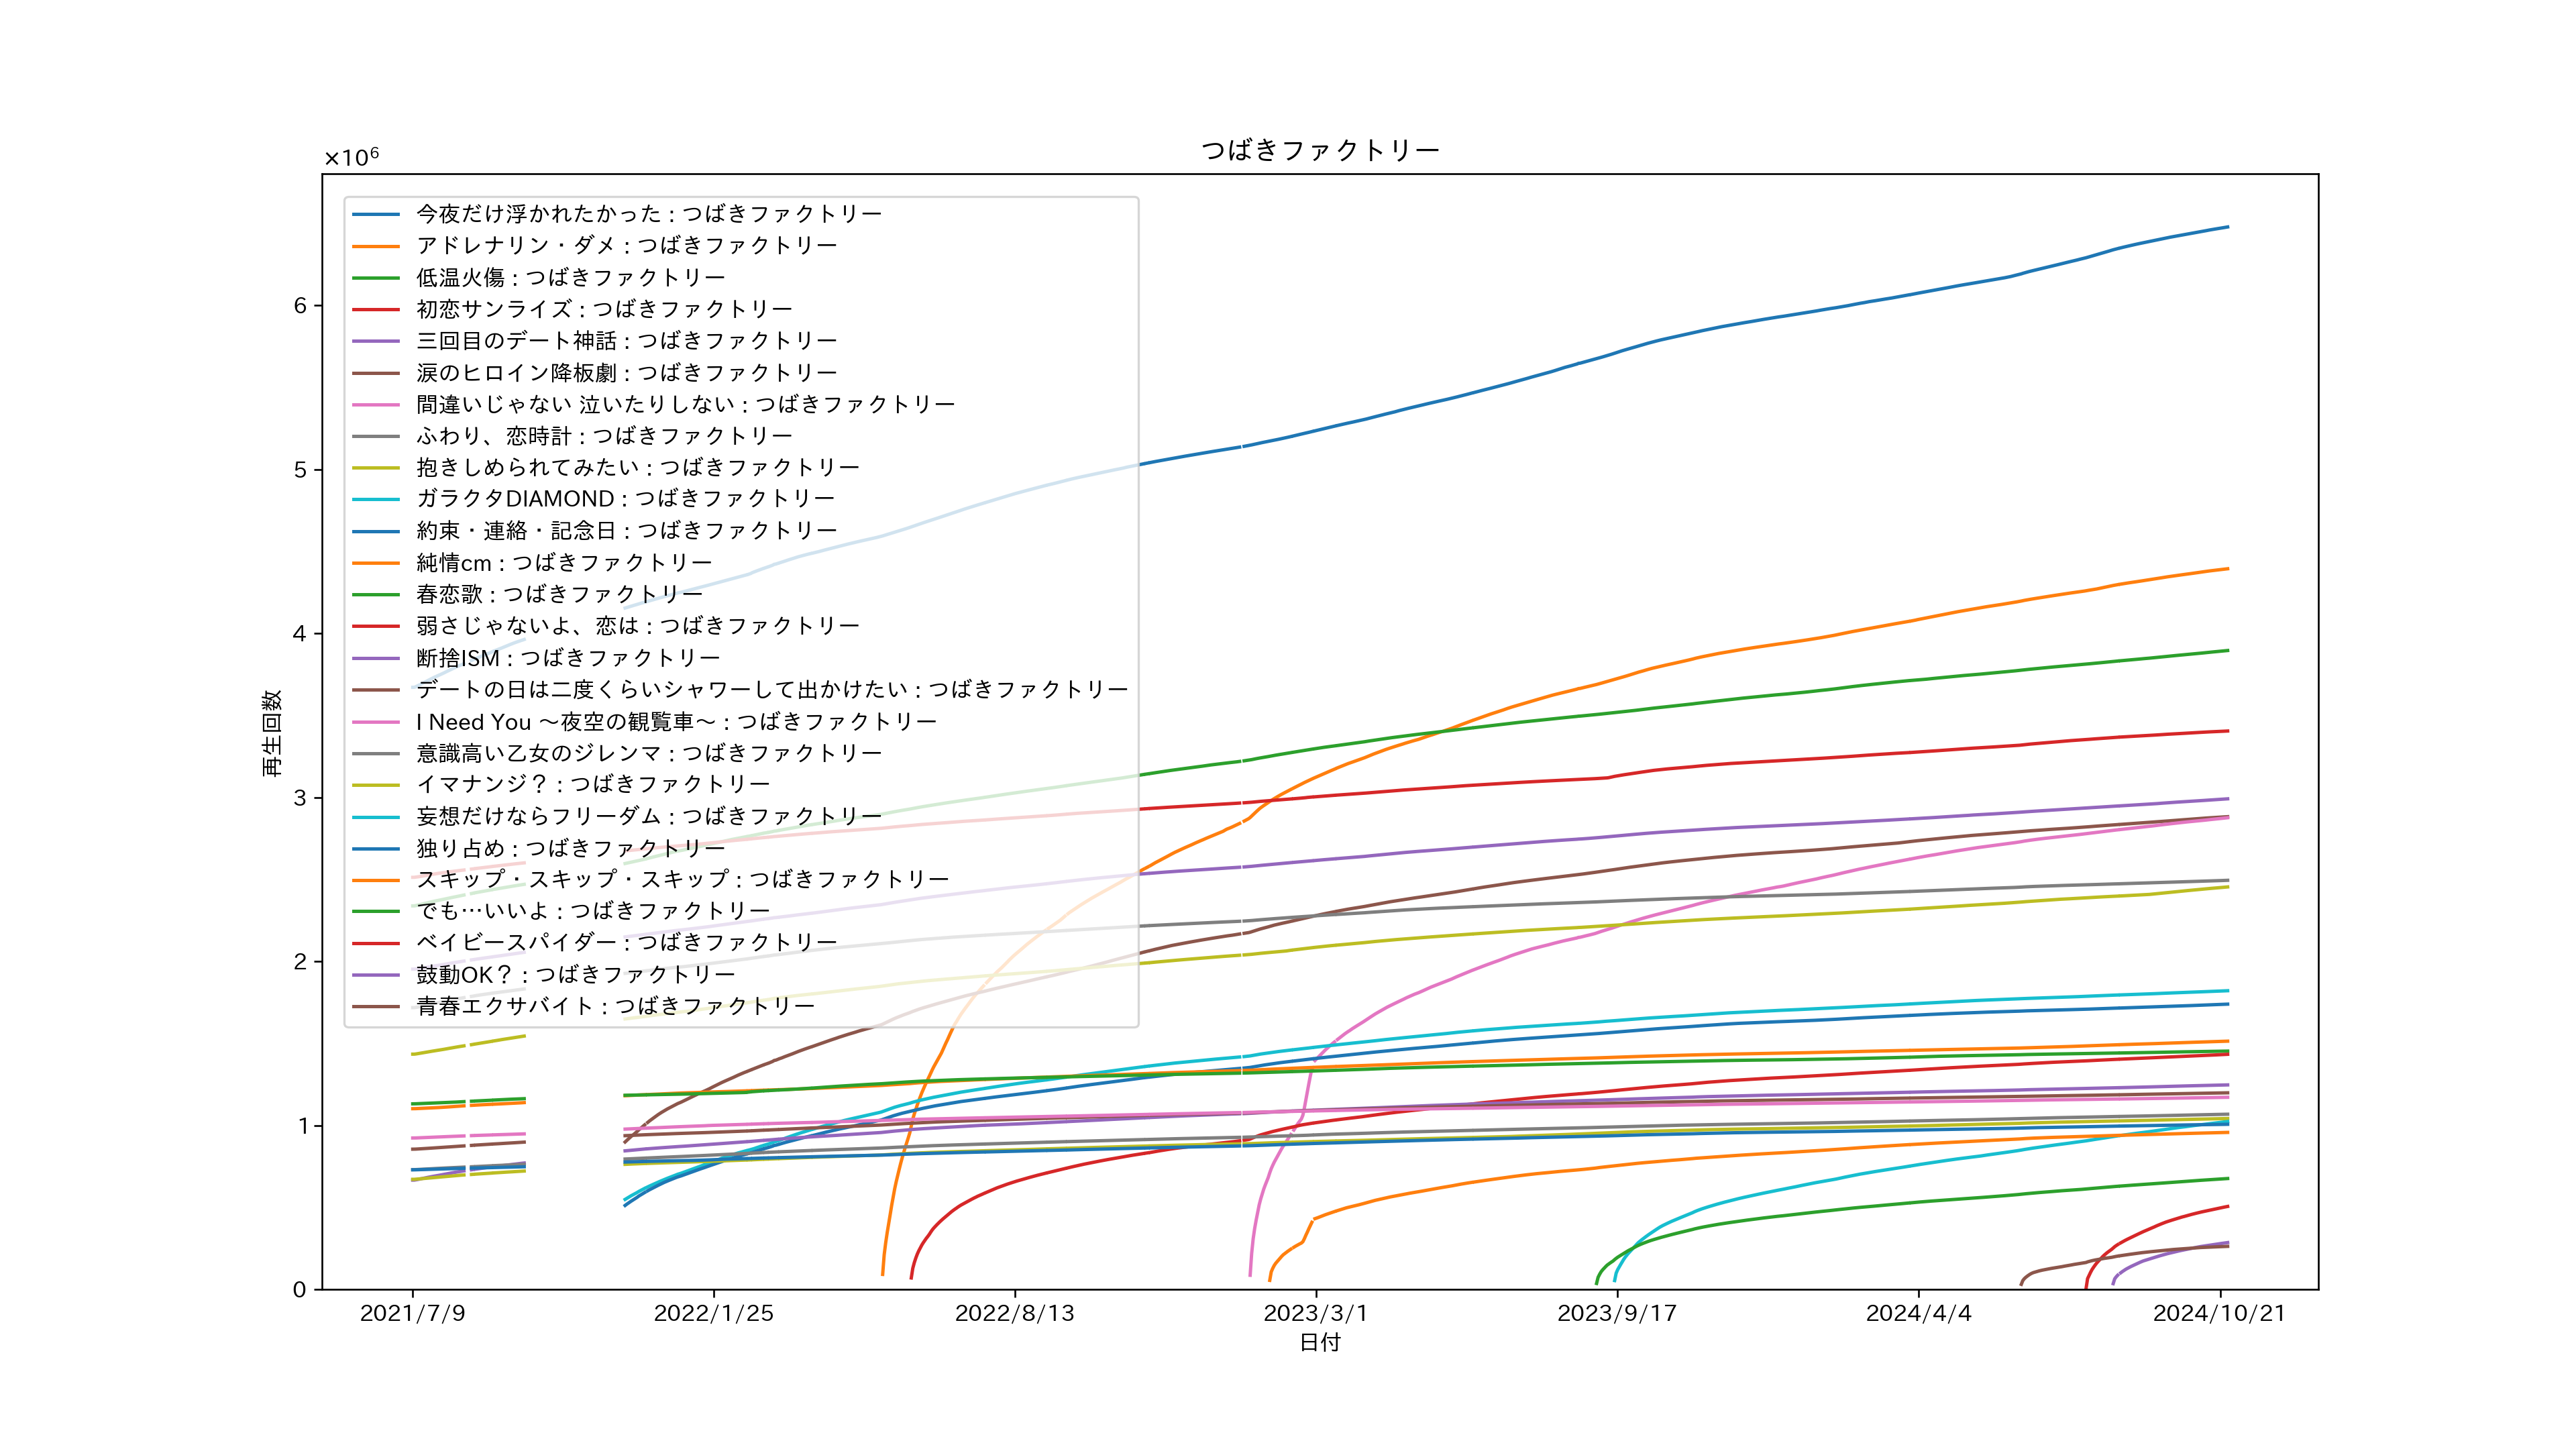 つばきファクトリー
×10⁶
今夜だけ浮かれたかった : つばきファクトリー
アドレナリン・ダメ : つばきファクトリー
低温火傷 : つばきファクトリー
初恋サンライズ : つばきファクトリー
三回目のデート神話 : つばきファクトリー
涙のヒロイン降板劇 : つばきファクトリー
間違いじゃない 泣いたりしない : つばきファクトリー
ふわり、恋時計 : つばきファクトリー
抱きしめられてみたい : つばきファクトリー
ガラクタDIAMOND : つばきファクトリー
約束・連絡・記念日 : つばきファクトリー
純情cm : つばきファクトリー
春恋歌 : つばきファクトリー
弱さじゃないよ、恋は : つばきファクトリー
断捨ISM : つばきファクトリー
デートの日は二度くらいシャワーして出かけたい : つばきファクトリー
I Need You ～夜空の観覧車～ : つばきファクトリー
意識高い乙女のジレンマ : つばきファクトリー
イマナンジ？ : つばきファクトリー
妄想だけならフリーダム : つばきファクトリー
独り占め : つばきファクトリー
スキップ・スキップ・スキップ : つばきファクトリー
でも…いいよ : つばきファクトリー
ベイビースパイダー : つばきファクトリー
鼓動OK？ : つばきファクトリー
青春エクサバイト : つばきファクトリー
再生回数
6
5
4
3
2
1
0
2021/7/9
2022/1/25
2022/8/13
2023/3/1
2023/9/17
2024/4/4
2024/10/21
日付